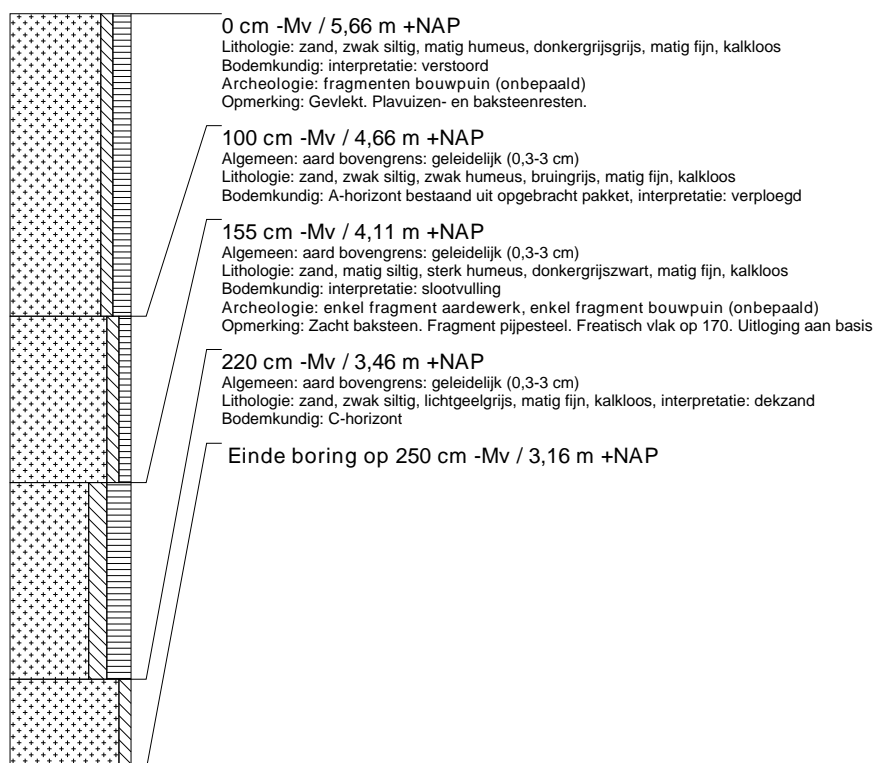 0 cm -Mv / 5,66 m +NAP
Lithologie: zand, zwak siltig, matig humeus, donkergrijsgrijs, matig fijn, kalkloos
Bodemkundig: interpretatie: verstoord
Archeologie: fragmenten bouwpuin (onbepaald)
Opmerking: Gevlekt. Plavuizen- en baksteenresten.
100 cm -Mv / 4,66 m +NAP
Algemeen: aard bovengrens: geleidelijk (0,3-3 cm)
Lithologie: zand, zwak siltig, zwak humeus, bruingrijs, matig fijn, kalkloos
Bodemkundig: A-horizont bestaand uit opgebracht pakket, interpretatie: verploegd
155 cm -Mv / 4,11 m +NAP
Algemeen: aard bovengrens: geleidelijk (0,3-3 cm)
Lithologie: zand, matig siltig, sterk humeus, donkergrijszwart, matig fijn, kalkloos
Bodemkundig: interpretatie: slootvulling
Archeologie: enkel fragment aardewerk, enkel fragment bouwpuin (onbepaald)
Opmerking: Zacht baksteen. Fragment pijpesteel. Freatisch vlak op 170. Uitloging aan basis
220 cm -Mv / 3,46 m +NAP
Algemeen: aard bovengrens: geleidelijk (0,3-3 cm)
Lithologie: zand, zwak siltig, lichtgeelgrijs, matig fijn, kalkloos, interpretatie: dekzand
Bodemkundig: C-horizont
Einde boring op 250 cm -Mv / 3,16 m +NAP